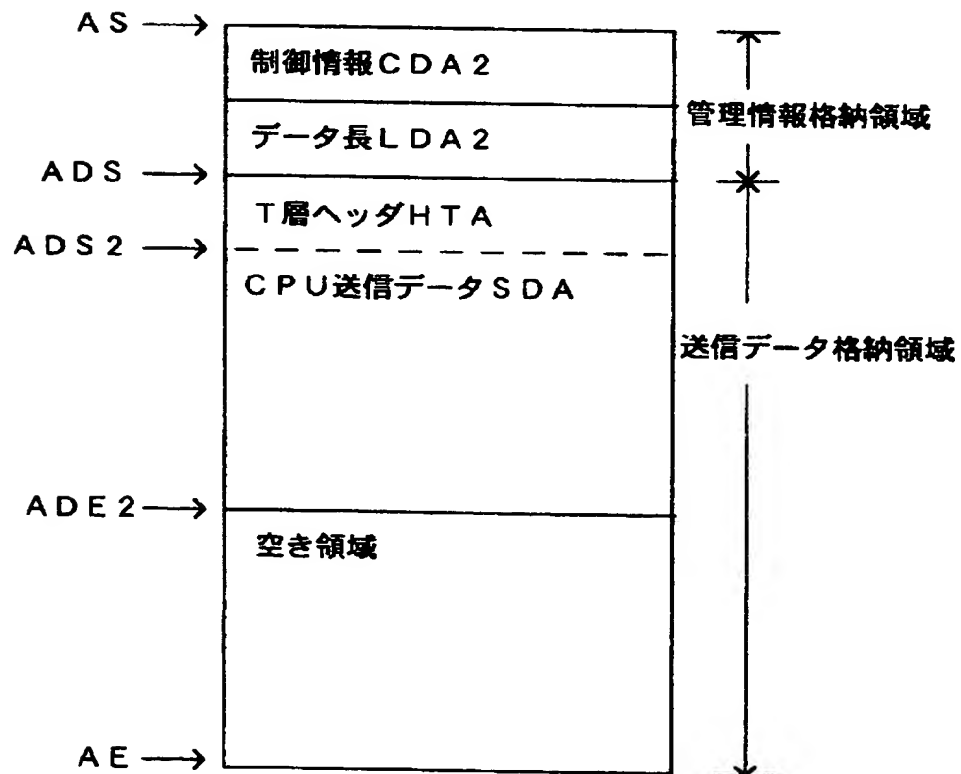 AS
制御情報CDA2
管理情報格納領域
データ長LDA2
ADS
T層ヘッダHTA
ADS2
CPU送信データSDA
送信データ格納領域
ADE2
空き領域
AE